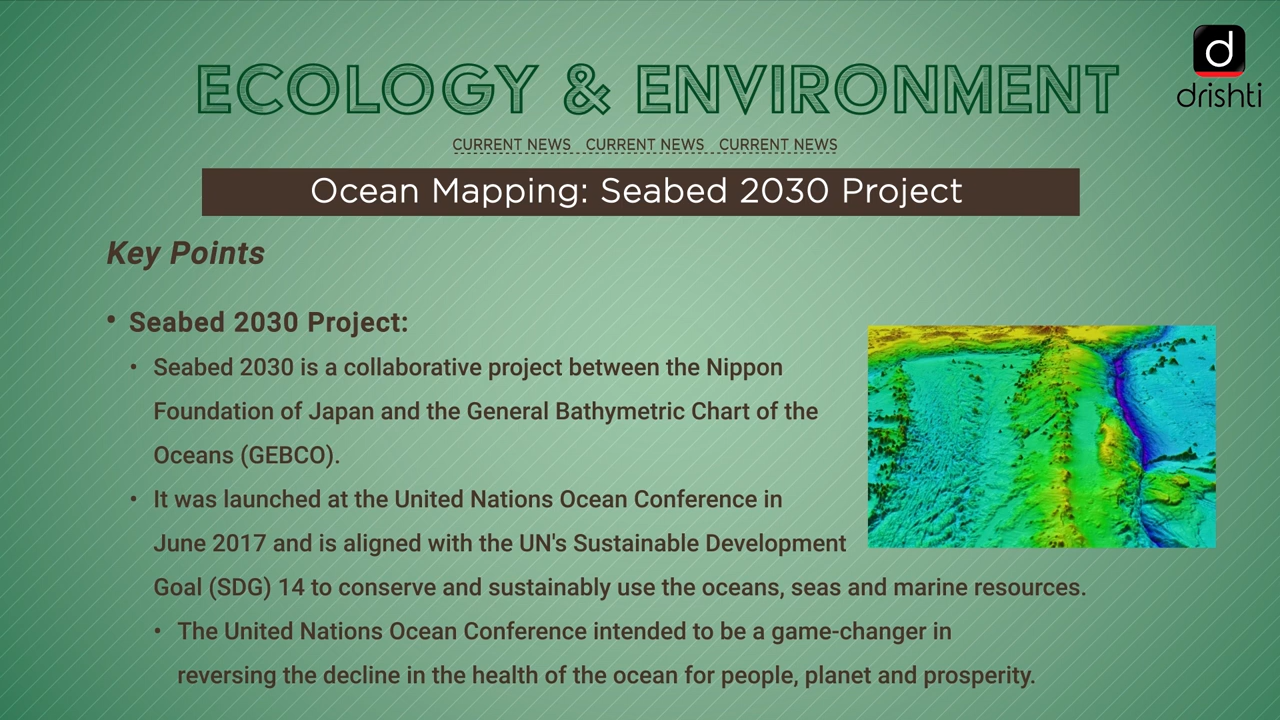 ECOLOGY & ENVIRONMENT
d
drishti
CURRENT NEWS CURRENT NEWS CURRENT NEWS
Ocean Mapping: Seabed 2030 Project
Key Points
• Seabed 2030 Project:
• Seabed 2030 is a collaborative project between the Nippon
Foundation of Japan and the General Bathymetric Chart of the
Oceans (GEBCO).
• It was launched at the United Nations Ocean Conference in
June 2017 and is aligned with the UN's Sustainable Development
Goal (SDG) 14 to conserve and sustainably use the oceans, seas and marine resources.
• The United Nations Ocean Conference intended to be a game-changer in
reversing the decline in the health of the ocean for people, planet and prosperity.